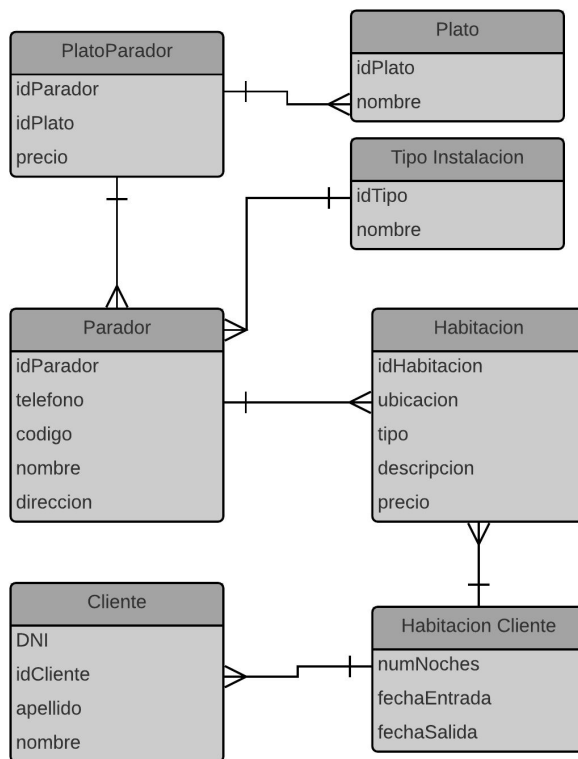 PlatoParador
idParador
idPlato
precio
Plato
idPlato
nombre
Tipo Instalacion
idTipo
nombre
Parador
idParador
telefono
codigo
nombre
direccion
Habitacion
idHabitacion
ubicacion
tipo
descripcion
precio
Cliente
DNI
idCliente
apellido
nombre
Habitacion Cliente
numNoches
fechaEntrada
fechaSalida